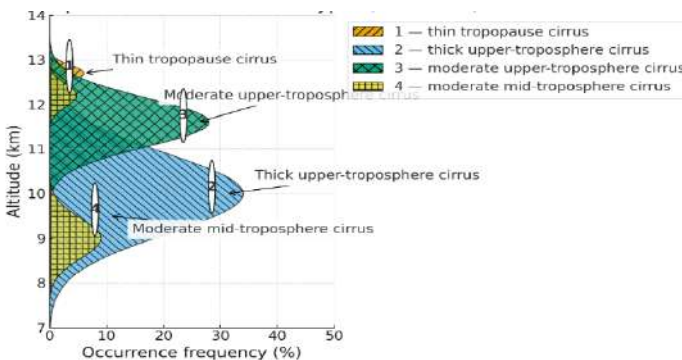 14
13
12
11
10
9
8
7
0
10
20
30
40
50
Altitude (km)
Occurrence frequency (%)
1 — thin tropopause cirrus
2 — thick upper-troposphere cirrus
3 — moderate upper-troposphere cirrus
4 — moderate mid-troposphere cirrus
1
Thin tropopause cirrus
Moderate upper-troposphere cirrus
3
Thick upper-troposphere cirrus
2
4
Moderate mid-troposphere cirrus